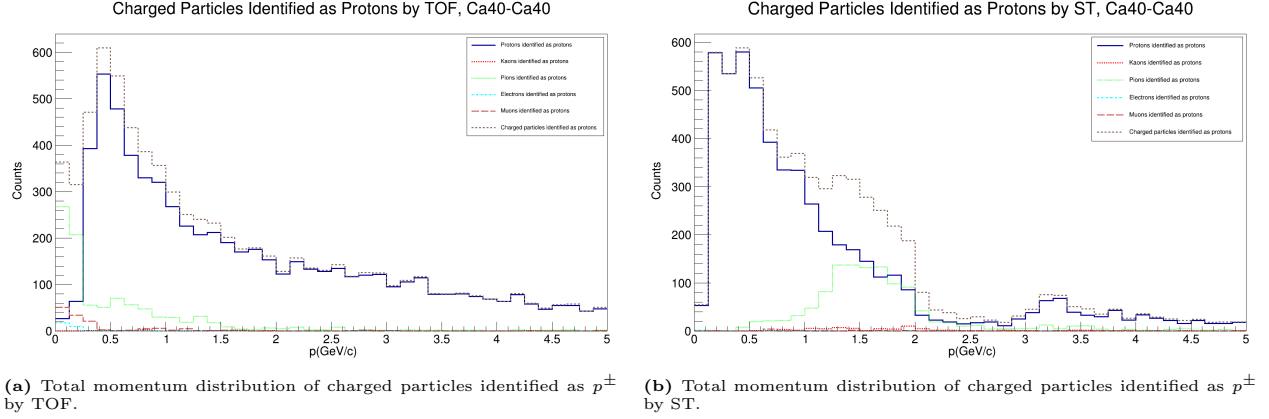 Charged Particles Identified as Protons by TOF, Ca40-Ca40
Counts
600
500
400
300
200
100
0
Protons identified as protons
Kaons identified as protons
Pions identified as protons
Electrons identified as protons
Muons identified as protons
Charged particles identified as protons
0 0.5 1 1.5 2 2.5 3 3.5 4 4.5 5
p(GeV/c)
(a) Total momentum distribution of charged particles identified as p±
by TOF.
Charged Particles Identified as Protons by ST, Ca40-Ca40
Counts
600
500
400
300
200
100
0
Protons identified as protons
Kaons identified as protons
Pions identified as protons
Electrons identified as protons
Muons identified as protons
Charged particles identified as protons
0 0.5 1 1.5 2 2.5 3 3.5 4 4.5 5
p(GeV/c)
(b) Total momentum distribution of charged particles identified as p±
by ST.